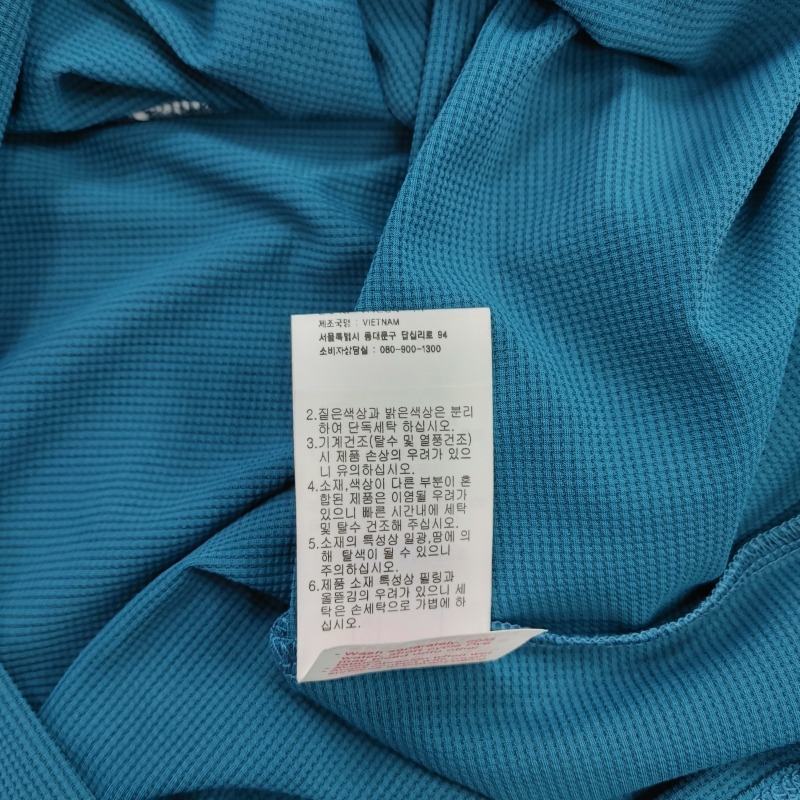 제조국명 : VIETNAM
서울특별시 동대문구 답십리로 94
소비자상담실 : 080-900-1300
2.짙은색상과 밝은색상은 분리
하여 단독세탁 하십시오.
3.기계건조(탈수 및 열풍건조)
시 제품 손상의 우려가 있으
니 유의하십시오.
4.소재,색상이 다른 부분이 혼
합된 제품은 이염될 우려가
있으니 빠른 시간내에 세탁
및 탈수 건조해 주십시오.
5.소재의 특성상 일광,땀에 의
해 탈색이 될 수 있으니
주의하십시오.
6.제품 소재 특성상 필링과
올뜯김의 우려가 있으니 세
탁은 손세탁으로 가볍에 하
십시오.
- Wash separately, cold